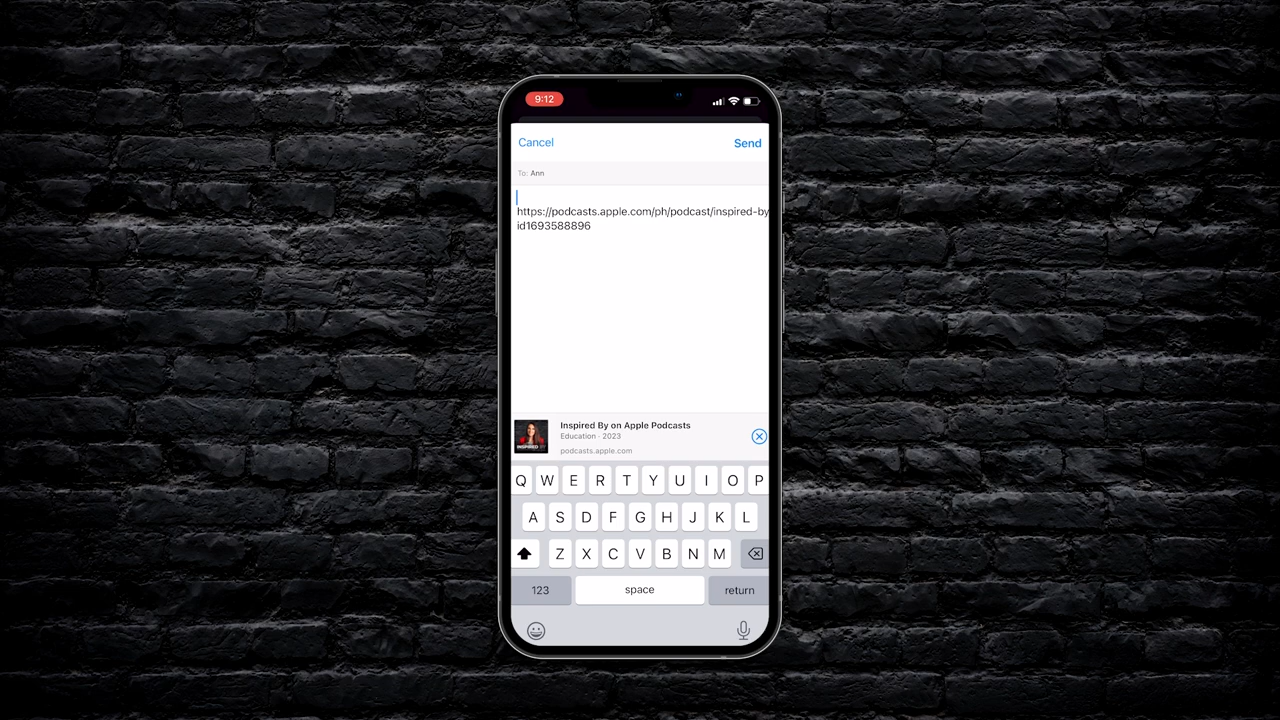 9:12
Cancel
Send
To: Ann
https://podcasts.apple.com/ph/podcast/inspired-by
id1693588896
INSPIRED
Inspired By on Apple Podcasts
Education · 2023
podcasts.apple.com
Q W E R T Y U I O P
A S D F G H J K L
Z X C V B N M
123
space
return